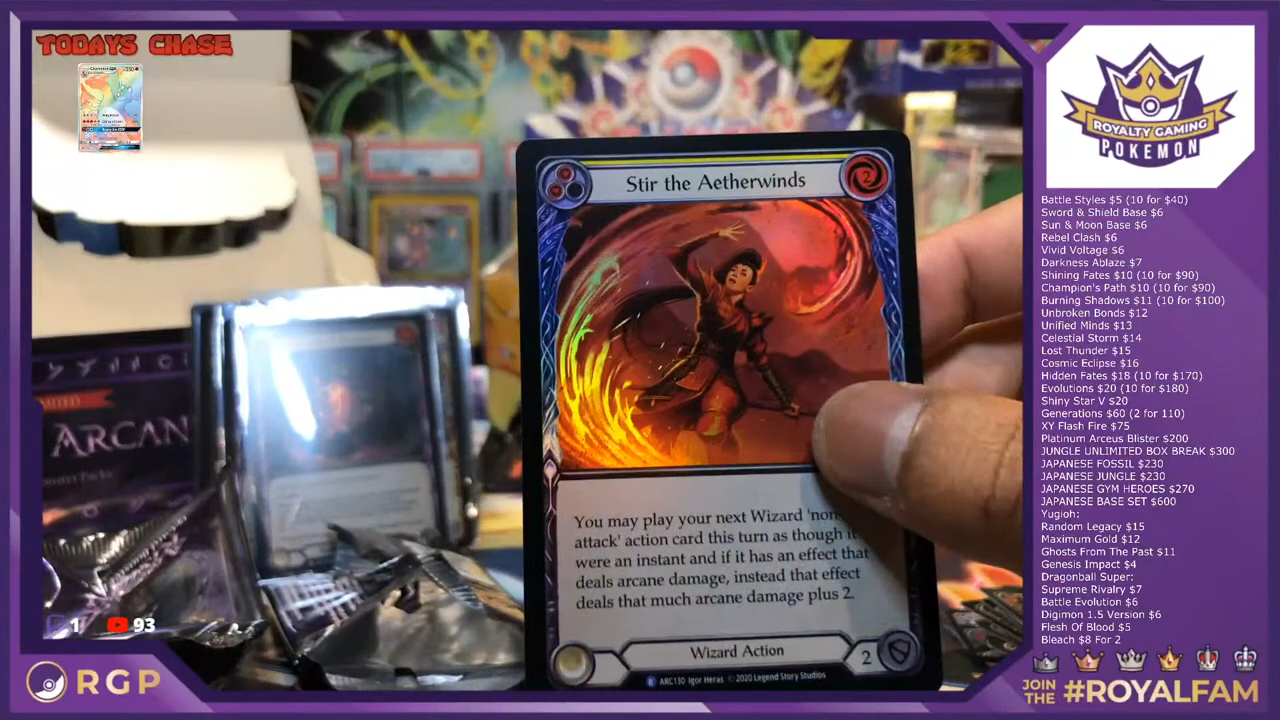 TODAYS CHASE
Stir the Aetherwinds
2
You may play your next Wizard 'non
attack' action card this turn as though it
were an instant and if it has an effect that
deals arcane damage, instead that effect
deals that much arcane damage plus 2.
Wizard Action
2
ARC130 Igor Heras © 2020 Legend Story Studios
ARCAN
1
93
RGP
ROYALTY GAMING
POKEMON
Battle Styles $5 (10 for $40)
Sword & Shield Base $6
Sun & Moon Base $6
Rebel Clash $6
Vivid Voltage $6
Darkness Ablaze $7
Shining Fates $10 (10 for $90)
Champion's Path $10 (10 for $90)
Burning Shadows $11 (10 for $100)
Unbroken Bonds $12
Unified Minds $13
Celestial Storm $14
Lost Thunder $15
Cosmic Eclipse $16
Hidden Fates $18 (10 for $170)
Evolutions $20 (10 for $180)
Shiny Star V $20
Generations $60 (2 for 110)
XY Flash Fire $75
Platinum Arceus Blister $200
JUNGLE UNLIMITED BOX BREAK $300
JAPANESE FOSSIL $230
JAPANESE JUNGLE $230
JAPANESE GYM HEROES $270
JAPANESE BASE SET $600
Yugioh:
Random Legacy $15
Maximum Gold $12
Ghosts From The Past $11
Genesis Impact $4
Dragonball Super:
Supreme Rivalry $7
Battle Evolution $6
Digimon 1.5 Version $6
Flesh Of Blood $5
Bleach $8 For 2
JOIN
THE #ROYALFAM